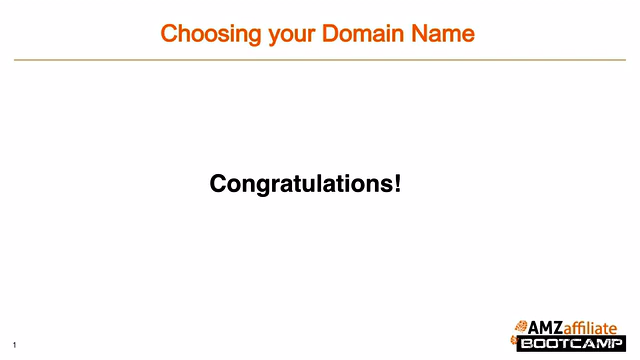 Choosing your Domain Name
Congratulations!
AMZaffiliate
BOOTCAMP
1